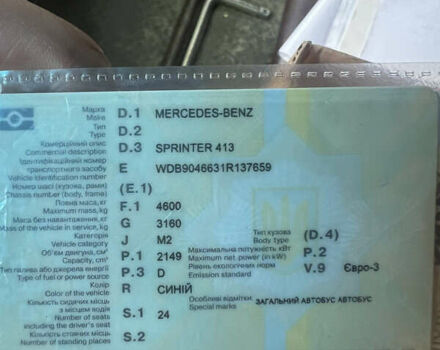 Марка D.1 MERCEDES-BENZ
Make
Тип D.2
Type
Комерційний опис D.3 SPRINTER 413
Commercial description
Ідентифікаційний номер
транспортного засобу E WDB9046631R137659
Vehicle identification number
Номер шасі (кузова, рами) (E.1)
Chassis number (body, frame)
Повна маса, кг F.1 4600
Maximum mass, kg
Маса без навантаження, кг G 3160
Mass of the vehicle in service, kg
Категорія J M2 Тип кузова (D.4)
Vehicle category Body type
Об'єм двигуна, см³ P.1 2149 Максимальна потужність кВт P.2
Capacity, cm³ Maximum net power (in kW)
Тип палива або джерела енергії P.3 D Рівень екологічних норм V.9 Євро-3
Type of fuel or power source Emission standard
Колір R СИНІЙ
Color of the vehicle Особливі відмітки ЗАГАЛЬНИЙ АВТОБУС АВТОБУС
Кількість сидячих місць Special marks
з місцем водія S.1 24
Number of seats
including the driver's seat
Кількість стоячих місць S.2
Number of standing places